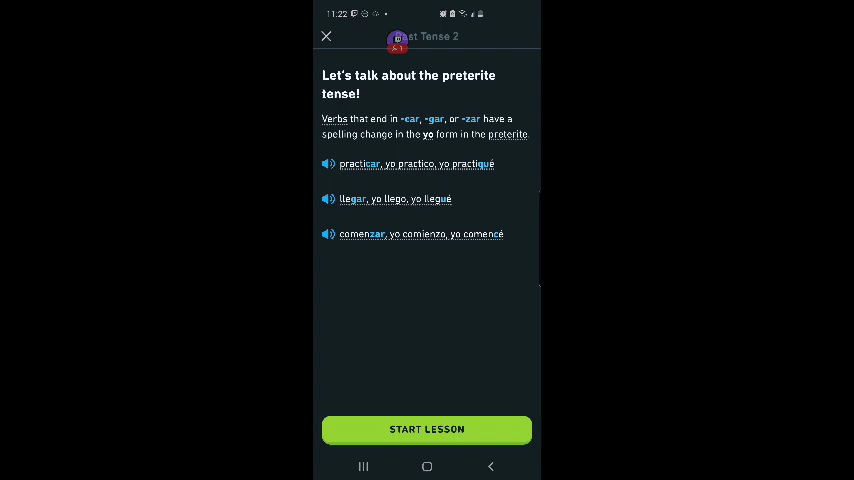 11:22
st Tense 2
Let's talk about the preterite
tense!
Verbs that end in -car, -gar, or -zar have a
spelling change in the yo form in the preterite.
practicar, yo practico, yo practiqué
llegar, yo llego, yo llegué
comenzar, yo comienzo, yo comencé
START LESSON